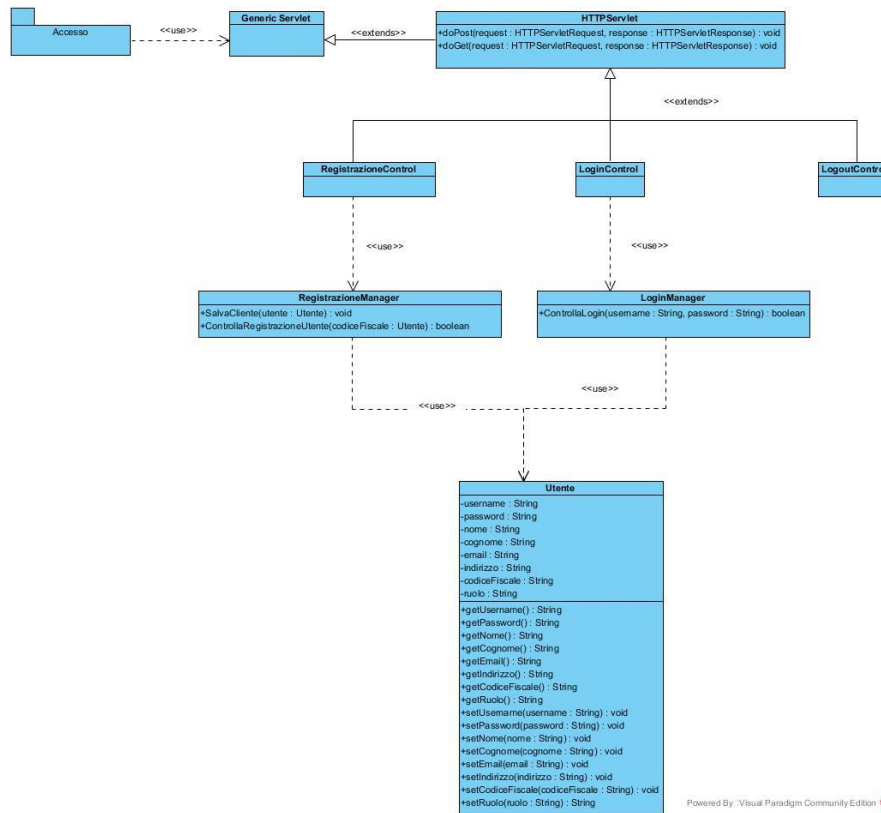 Generic Servlet
HTTPServlet
Accesso
<<use>>
<<extends>>
+doPost(request : HTTPServletRequest, response : HTTPServletResponse) : void
+doGet(request : HTTPServletRequest, response : HTTPServletResponse) : void
<<extends>>
RegistrazioneControl
LoginControl
LogoutControl
<<use>>
<<use>>
RegistrazioneManager
+SalvaCliente(utente : Utente) : void
+ControllaRegistrazioneUtente(codiceFiscale : Utente) : boolean
LoginManager
+ControllaLogin(username : String, password : String) : boolean
<<use>>
<<use>>
Utente
-username : String
-password : String
-nome : String
-cognome : String
-email : String
-indirizzo : String
-codiceFiscale : String
-ruolo : String
+getUsername() : String
+getPassword() : String
+getNome() : String
+getCognome() : String
+getEmail() : String
+getIndirizzo() : String
+getCodiceFiscale() : String
+getRuolo() : String
+setUsername(username : String) : void
+setPassword(password : String) : void
+setNome(nome : String) : void
+setCognome(cognome : String) : void
+setEmail(email : String) : void
+setIndirizzo(indirizzo : String) : void
+setCodiceFiscale(codiceFiscale : String) : void
+setRuolo(ruolo : String) : String
Powered By Visual Paradigm Community Edition